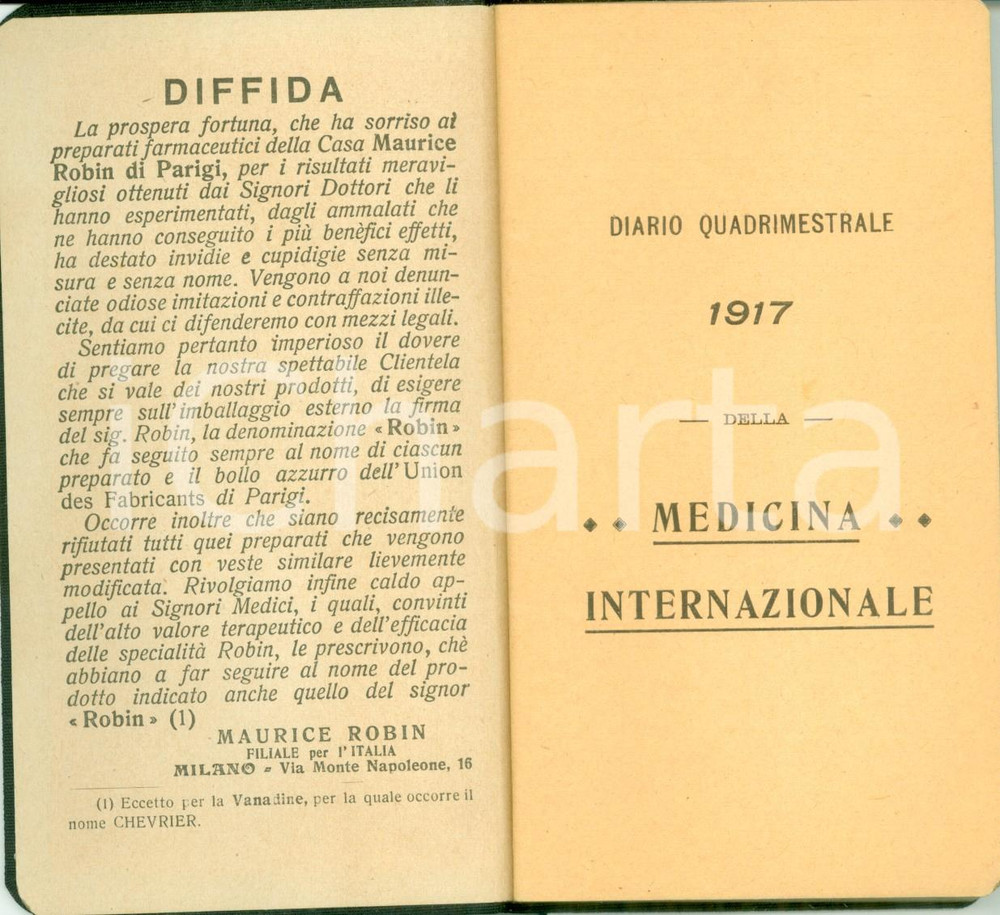 DIFFIDA
La prospera fortuna, che ha sorriso ai
preparati farmaceutici della Casa Maurice
Robin di Parigi, per i risultati meravi-
gliosi ottenuti dai Signori Dottori che li
hanno esperimentati, dagli ammalati che
ne hanno conseguito i più benèfici effetti,
ha destato invidie e cupidigie senza mi-
sura e senza nome. Vengono a noi denun-
ciate odiose imitazioni e contraffazioni ille-
cite, da cui ci difenderemo con mezzi legali.
Sentiamo pertanto imperioso il dovere
di pregare la nostra spettabile Clientela
che si vale dei nostri prodotti, di esigere
sempre sull'imballaggio esterno la firma
del sig. Robin, la denominazione «Robin»
che fa seguito sempre al nome di ciascun
preparato e il bollo azzurro dell'Union
des Fabricants di Parigi.
Occorre inoltre che siano recisamente
rifiutati tutti quei preparati che vengono
presentati con veste similare lievemente
modificata. Rivolgiamo infine caldo ap-
pello ai Signori Medici, i quali, convinti
dell'alto valore terapeutico e dell'efficacia
delle specialità Robin, le prescrivono, chè
abbiano a far seguire al nome del pro-
dotto indicato anche quello del signor
«Robin» (1)
MAURICE ROBIN
FILIALE per l'ITALIA
MILANO - Via Monte Napoleone, 16
(1) Eccetto per la Vanadine, per la quale occorre il
nome CHEVRIER.
DIARIO QUADRIMESTRALE
1917
— DELLA —
MEDICINA
INTERNAZIONALE